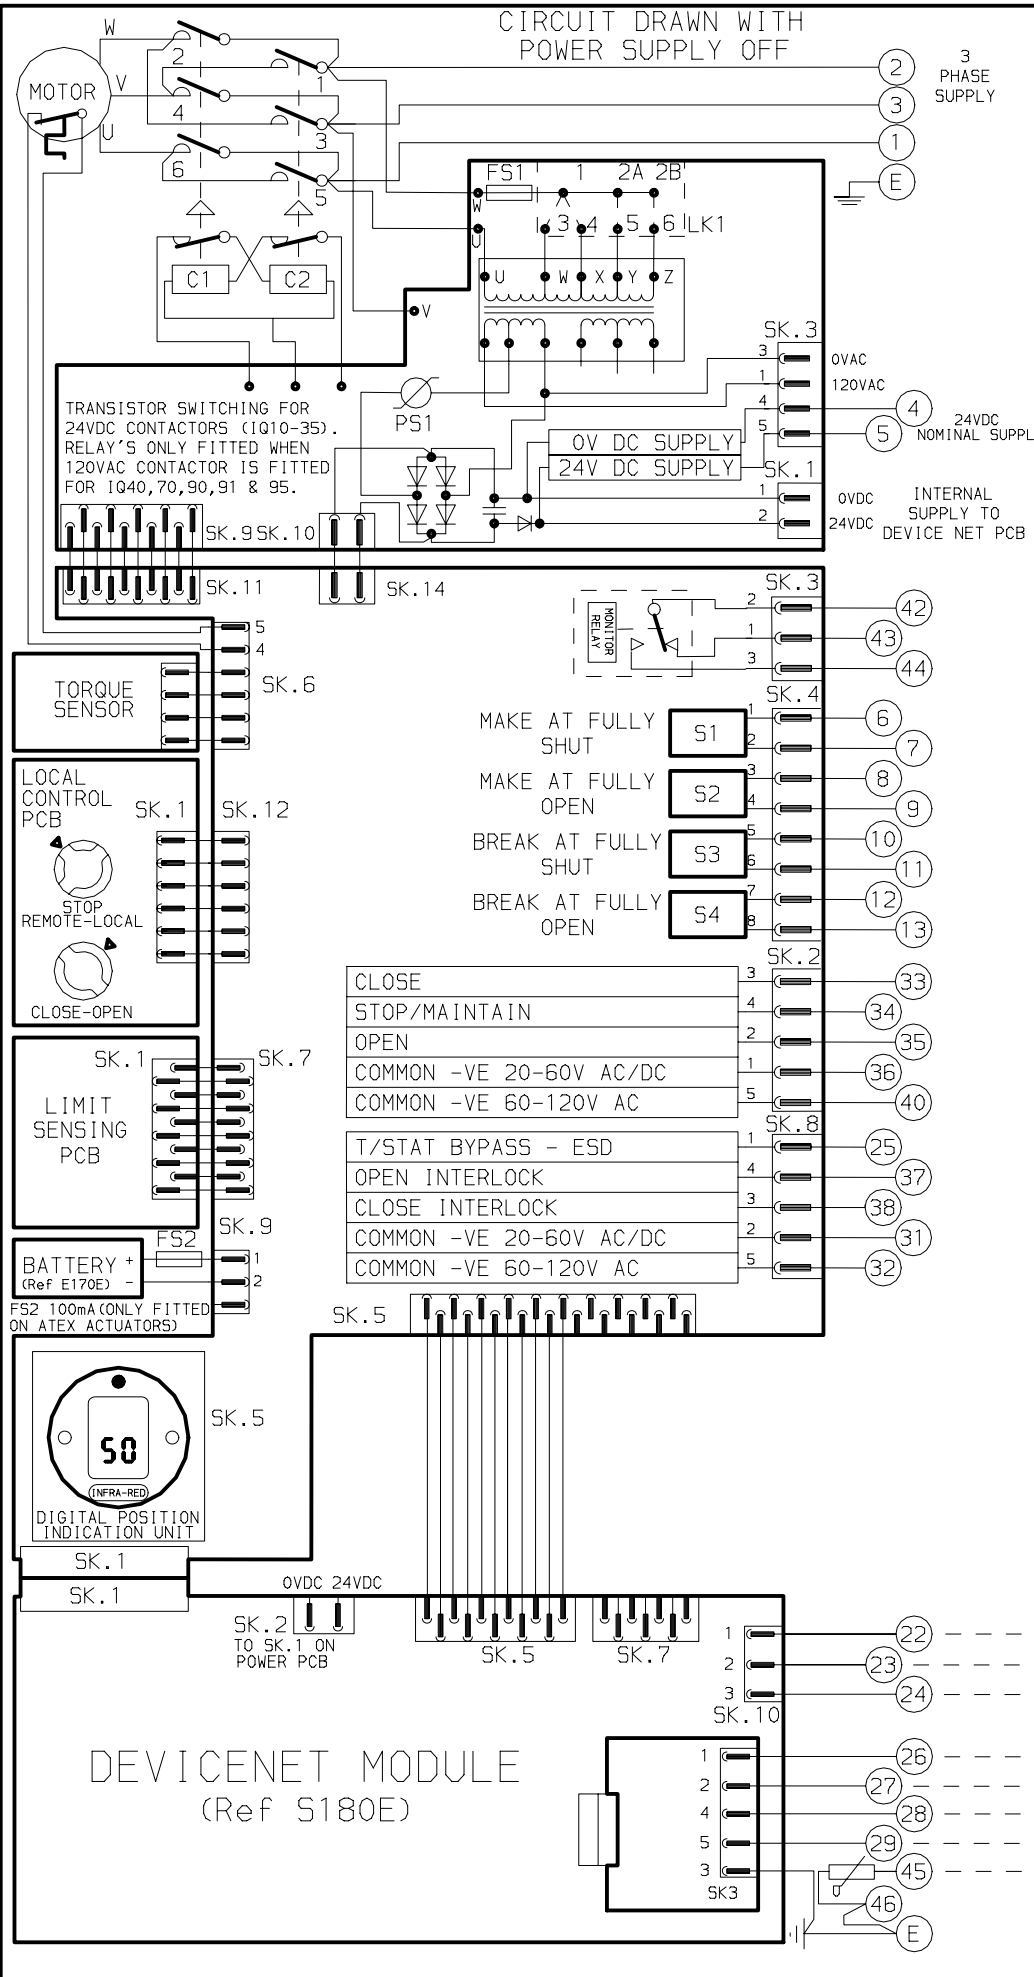 CIRCUIT DRAWN WITH
POWER SUPPLY OFF
3
PHASE
SUPPLY
W
V
U
MOTOR
2
4
6
1
3
5
2
3
1
E
C1
C2
FS1
1
2A
2B
3
4
5
6
LK1
W
U
V
U
W
X
Y
Z
PS1
SK.3
3
0VAC
1
120VAC
4
4
5
5
24VDC
NOMINAL SUPPL
0V DC SUPPLY
24V DC SUPPLY
SK.1
1
0VDC
2
24VDC
INTERNAL
SUPPLY TO
DEVICE NET PCB
TRANSISTOR SWITCHING FOR
24VDC CONTACTORS (IQ10-35).
RELAY'S ONLY FITTED WHEN
120VAC CONTACTOR IS FITTED
FOR IQ40,70,90,91 & 95.
SK.9
SK.10
SK.11
SK.14
5
4
SK.6
TORQUE
SENSOR
MONITOR
RELAY
SK.3
2
42
1
43
3
44
SK.4
MAKE AT FULLY
SHUT
S1
1
6
2
7
MAKE AT FULLY
OPEN
S2
3
8
4
9
BREAK AT FULLY
SHUT
S3
5
10
6
11
BREAK AT FULLY
OPEN
S4
7
12
8
13
LOCAL
CONTROL
PCB
SK.1
SK.12
STOP
REMOTE-LOCAL
CLOSE-OPEN
SK.2
CLOSE
3
33
STOP/MAINTAIN
4
34
OPEN
2
35
COMMON -VE 20-60V AC/DC
1
36
COMMON -VE 60-120V AC
5
40
SK.8
T/STAT BYPASS - ESD
1
25
OPEN INTERLOCK
4
37
CLOSE INTERLOCK
3
38
COMMON -VE 20-60V AC/DC
2
31
COMMON -VE 60-120V AC
5
32
LIMIT
SENSING
PCB
SK.1
SK.7
SK.9
FS2
BATTERY + 
(Ref E170E) -
1
2
FS2 100mA(ONLY FITTED
ON ATEX ACTUATORS)
SK.5
SK.5
50
INFRA-RED
DIGITAL POSITION
INDICATION UNIT
SK.1
SK.1
0VDC 24VDC
SK.2
TO SK.1 ON
POWER PCB
SK.5
SK.7
1
22
2
23
3
24
SK.10
DEVICENET MODULE
(Ref S180E)
1
26
2
27
4
28
5
29
3
45
SK3
U
46
E